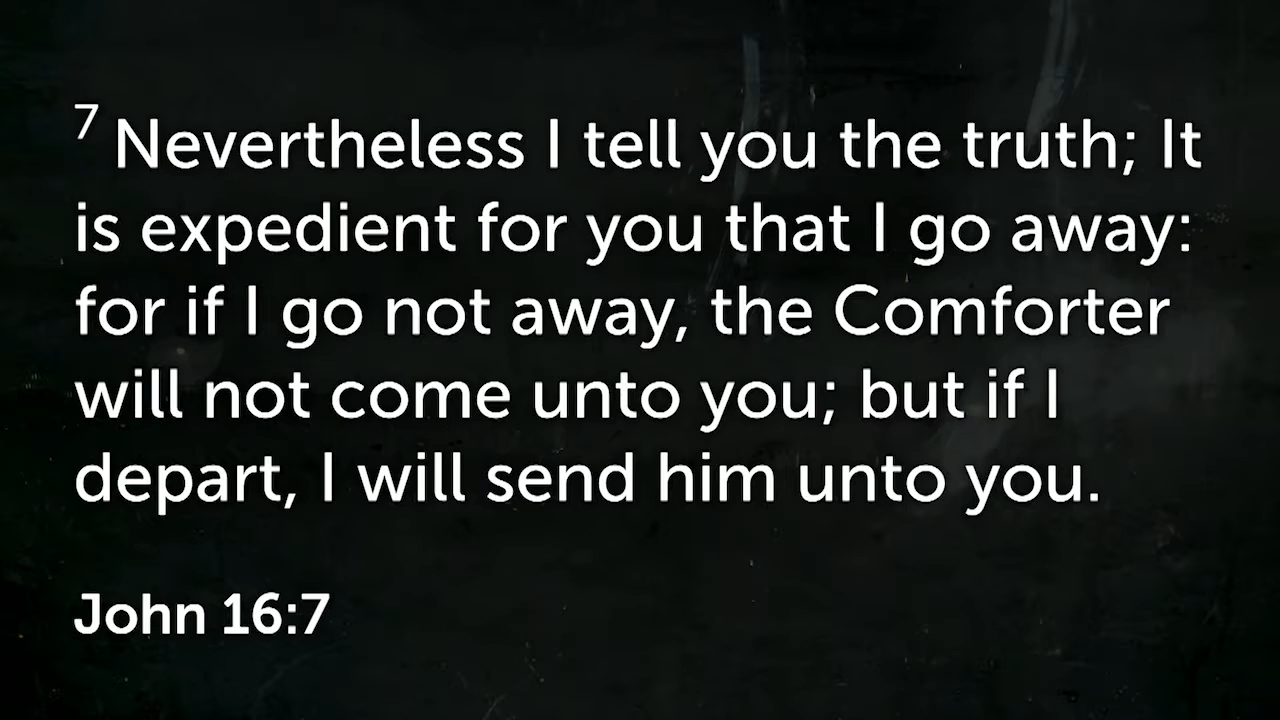 7 Nevertheless I tell you the truth; It
is expedient for you that I go away:
for if I go not away, the Comforter
will not come unto you; but if I
depart, I will send him unto you.
John 16:7